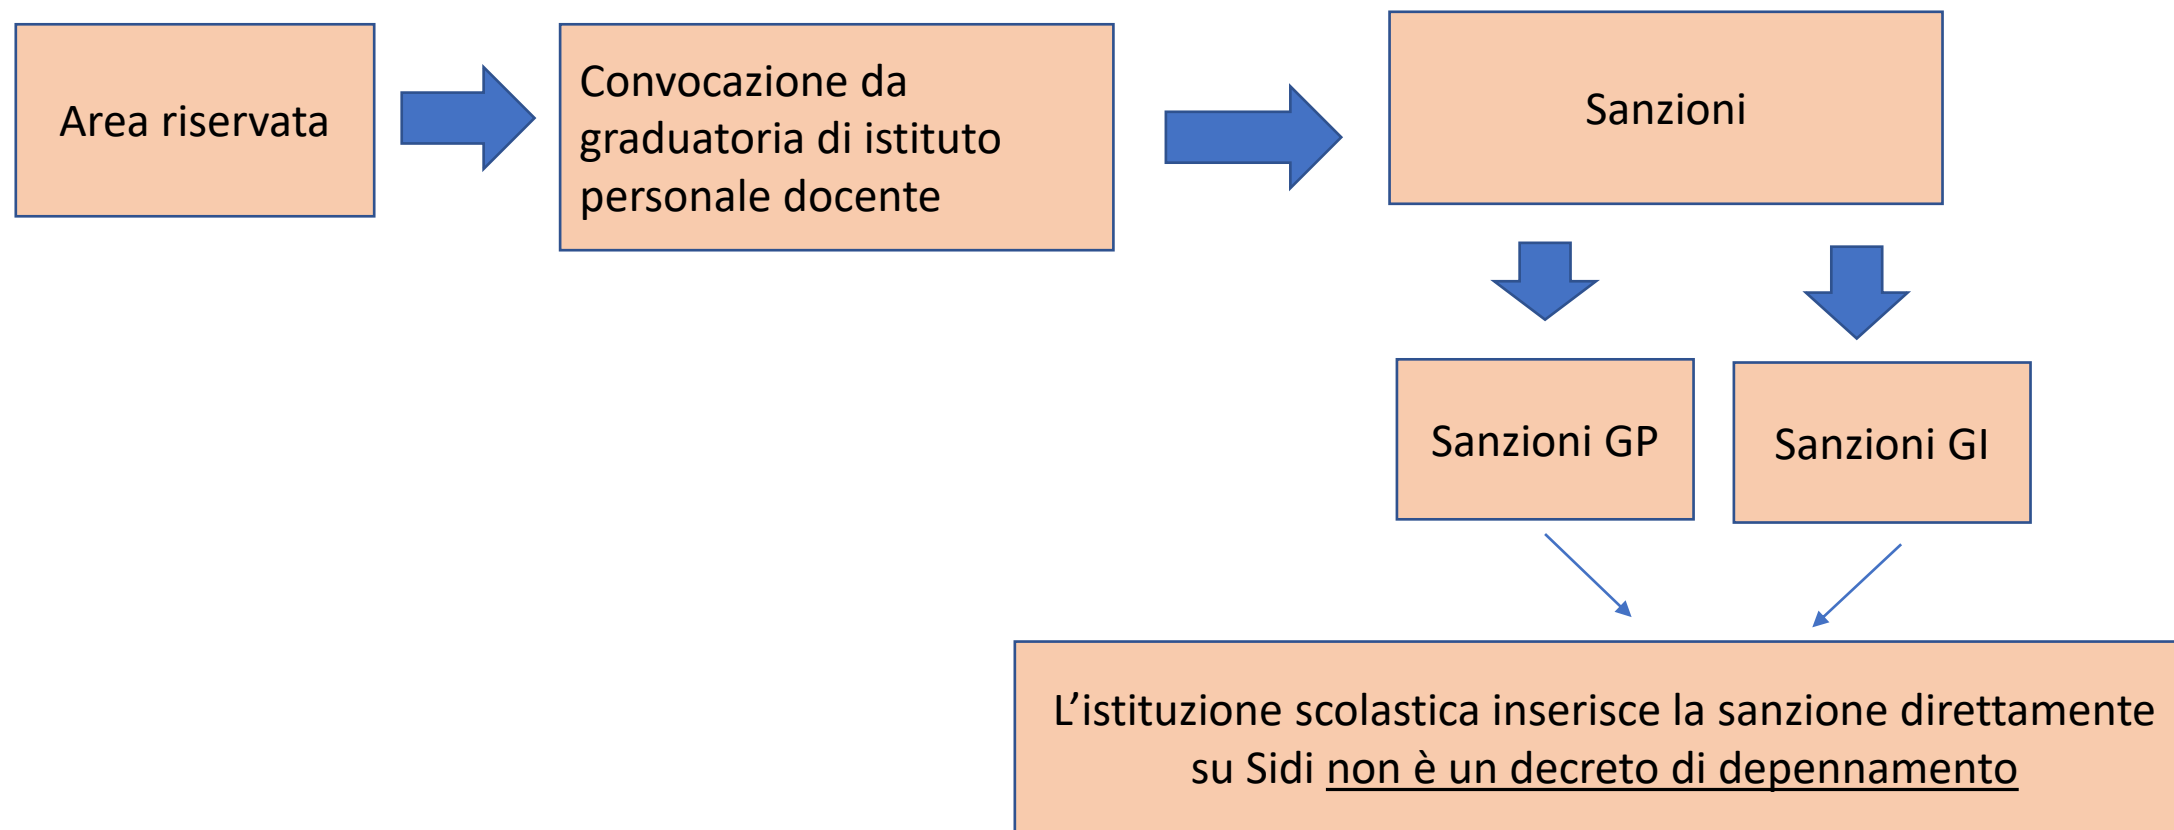 Area riservata
Convocazione da
graduatoria di istituto
personale docente
Sanzioni
Sanzioni GP
Sanzioni GI
L’istituzione scolastica inserisce la sanzione direttamente
su Sidi non è un decreto di depennamento